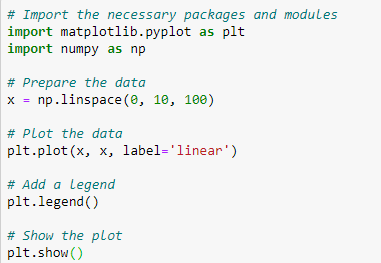 # Import the necessary packages and modules
import matplotlib.pyplot as plt
import numpy as np
# Prepare the data
x = np.linspace(0, 10, 100)
# Plot the data
plt.plot(x, x, label='linear')
# Add a legend
plt.legend()
# Show the plot
plt.show()